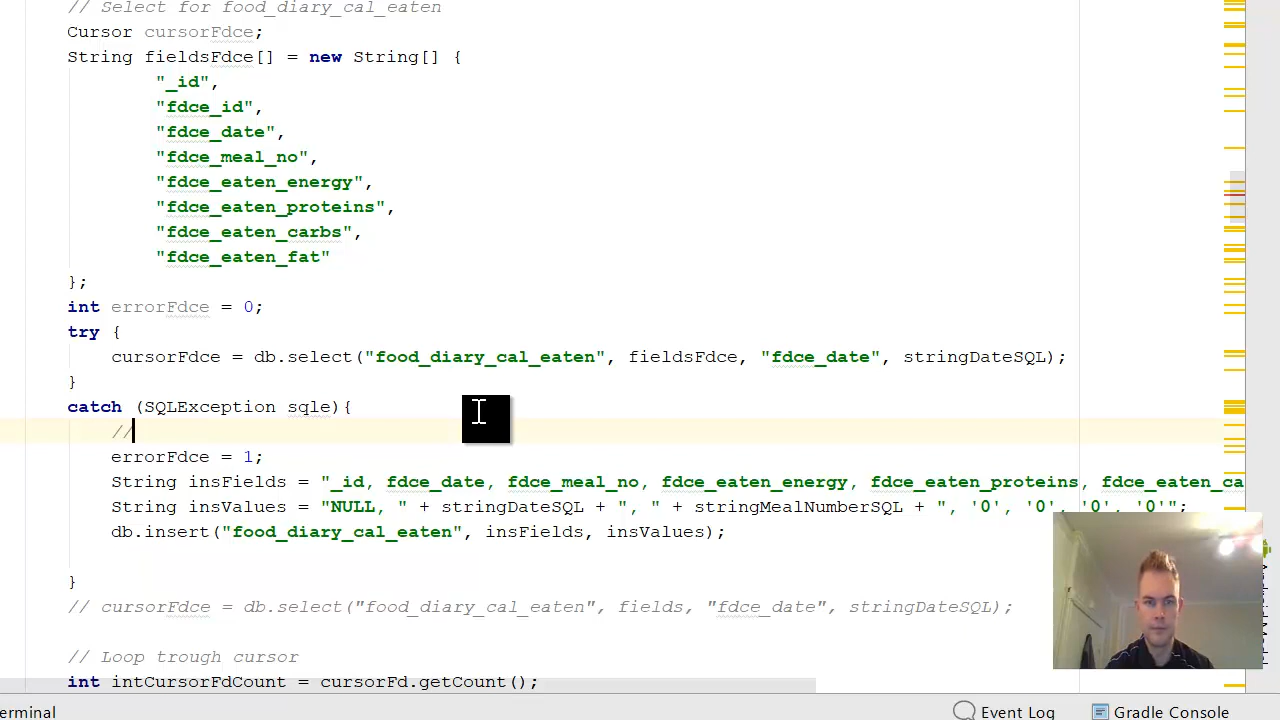 // Select for food_diary_cal_eaten
Cursor cursorFdce;
String fieldsFdce[] = new String[] {
"_id",
"fdce_id",
"fdce_date",
"fdce_meal_no",
"fdce_eaten_energy",
"fdce_eaten_proteins",
"fdce_eaten_carbs",
"fdce_eaten_fat"
};
int errorFdce = 0;
try {
cursorFdce = db.select("food_diary_cal_eaten", fieldsFdce, "fdce_date", stringDateSQL);
}
catch (SQLException sqle){
//
errorFdce = 1;
String insFields = "_id, fdce_date, fdce_meal_no, fdce_eaten_energy, fdce_eaten_proteins, fdce_eaten_ca
String insValues = "NULL, " + stringDateSQL + ", " + stringMealNumberSQL + ", '0', '0', '0', '0'";
db.insert("food_diary_cal_eaten", insFields, insValues);
}
// cursorFdce = db.select("food_diary_cal_eaten", fields, "fdce_date", stringDateSQL);
// Loop trough cursor
int intCursorFdCount = cursorFd.getCount();
erminal
Event Log
Gradle Console